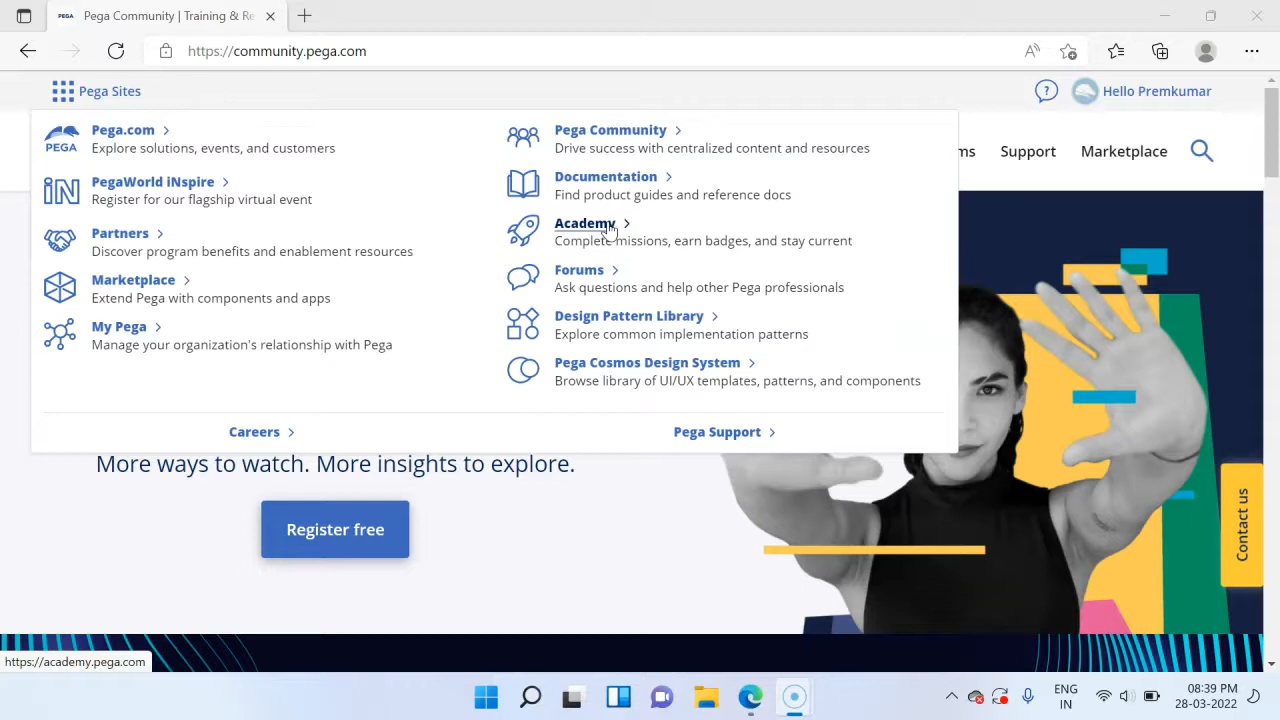 PEGA Pega Community | Training & Re
https://community.pega.com
Pega Sites
Hello Premkumar
ms Support Marketplace
PEGA
Pega.com
Explore solutions, events, and customers
iN PegaWorld iNspire
Register for our flagship virtual event
Partners
Discover program benefits and enablement resources
Marketplace
Extend Pega with components and apps
My Pega
Manage your organization's relationship with Pega
Pega Community
Drive success with centralized content and resources
Documentation
Find product guides and reference docs
Academy
Complete missions, earn badges, and stay current
Forums
Ask questions and help other Pega professionals
Design Pattern Library
Explore common implementation patterns
Pega Cosmos Design System
Browse library of UI/UX templates, patterns, and components
Careers
Pega Support
More ways to watch. More insights to explore.
Register free
Contact us
https://academy.pega.com
ENG
IN
08:39 PM
28-03-2022